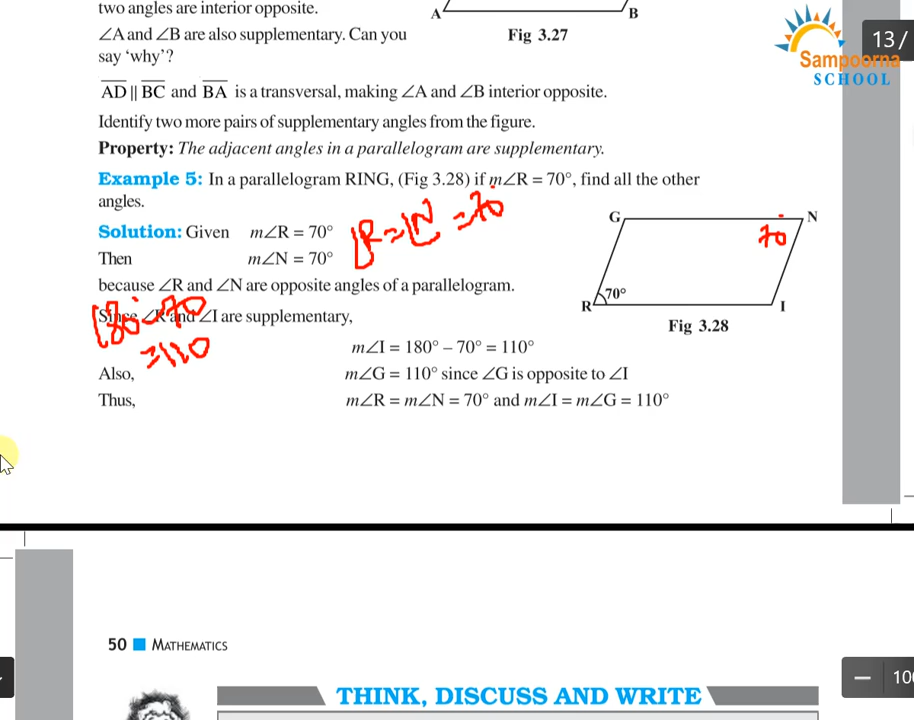 two angles are interior opposite.
∠A and ∠B are also supplementary. Can you
say ‘why’?
A
B
Fig 3.27
Sampoorna
SCHOOL
13 /
AD || BC and BA is a transversal, making ∠A and ∠B interior opposite.
Identify two more pairs of supplementary angles from the figure.
Property: The adjacent angles in a parallelogram are supplementary.
Example 5: In a parallelogram RING, (Fig 3.28) if m∠R = 70°, find all the other
angles.
Solution: Given m∠R = 70°
∠R = ∠N = 70
Then m∠N = 70°
because ∠R and ∠N are opposite angles of a parallelogram.
Since ∠R and ∠I are supplementary,
180 - 70
= 110
G
N
70
70°
R
I
Fig 3.28
m∠I = 180° – 70° = 110°
Also, m∠G = 110° since ∠G is opposite to ∠I
Thus, m∠R = m∠N = 70° and m∠I = m∠G = 110°
50 MATHEMATICS
10
THINK, DISCUSS AND WRITE